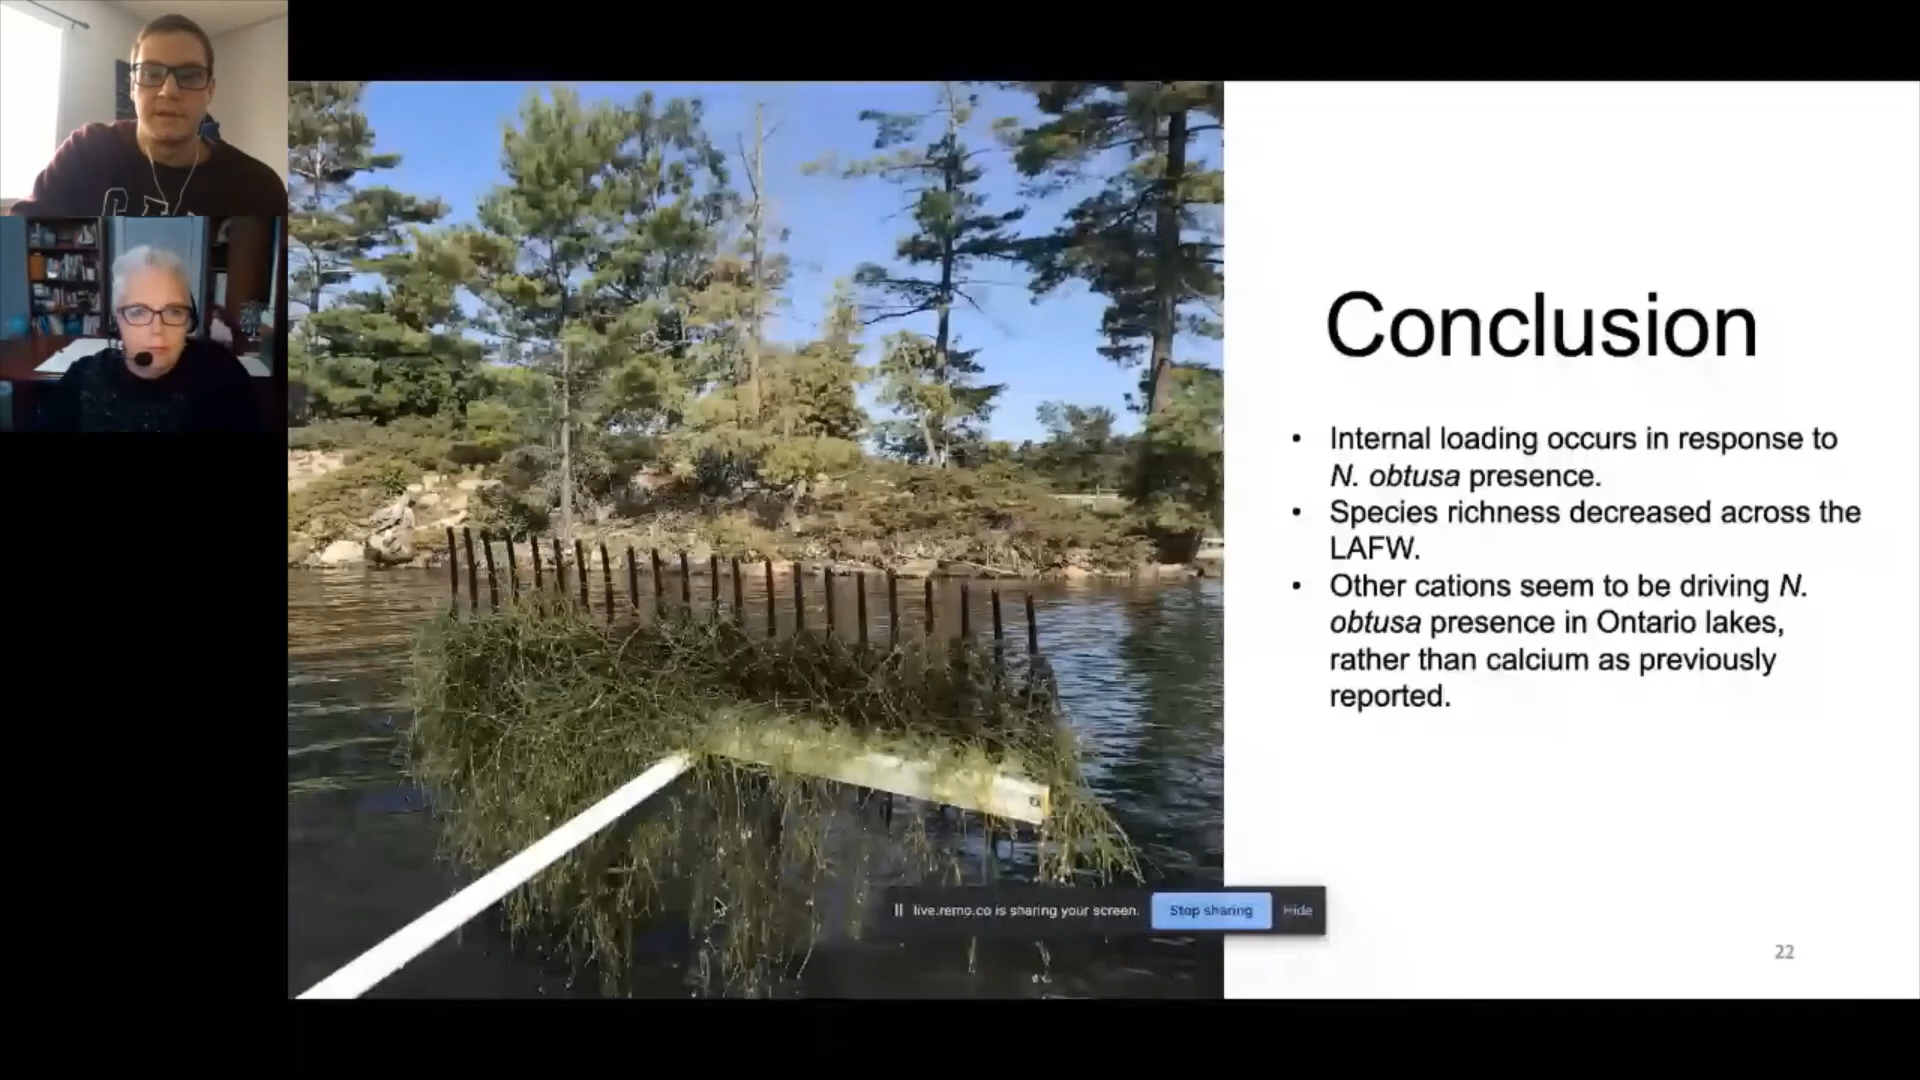 Conclusion
• Internal loading occurs in response to
N. obtusa presence.
• Species richness decreased across the
LAFW.
• Other cations seem to be driving N.
obtusa presence in Ontario lakes,
rather than calcium as previously
reported.
live.remo.co is sharing your screen. Stop sharing Hide
22